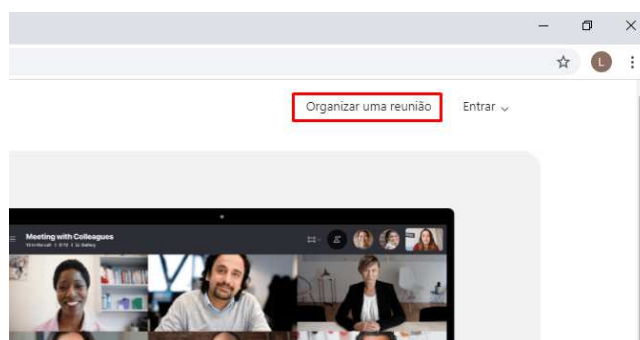 L
Organizar uma reunião
Entrar
Meeting with Colleagues